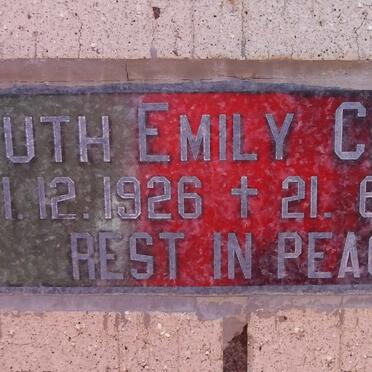 UTH EMILY C
1.12.1926 ✝ 21. 6
REST IN PEAC